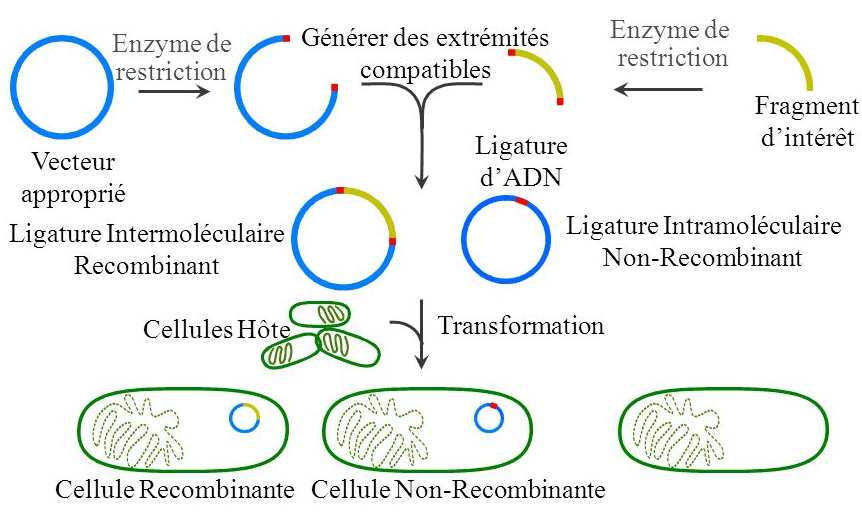 Enzyme de
restriction
Générer des extrémités
compatibles
Enzyme de
restriction
Vecteur
approprié
Fragment
d’intérêt
Ligature
d’ADN
Ligature Intermoléculaire
Recombinant
Ligature Intramoléculaire
Non-Recombinant
Cellules Hôte
Transformation
Cellule Recombinante
Cellule Non-Recombinante